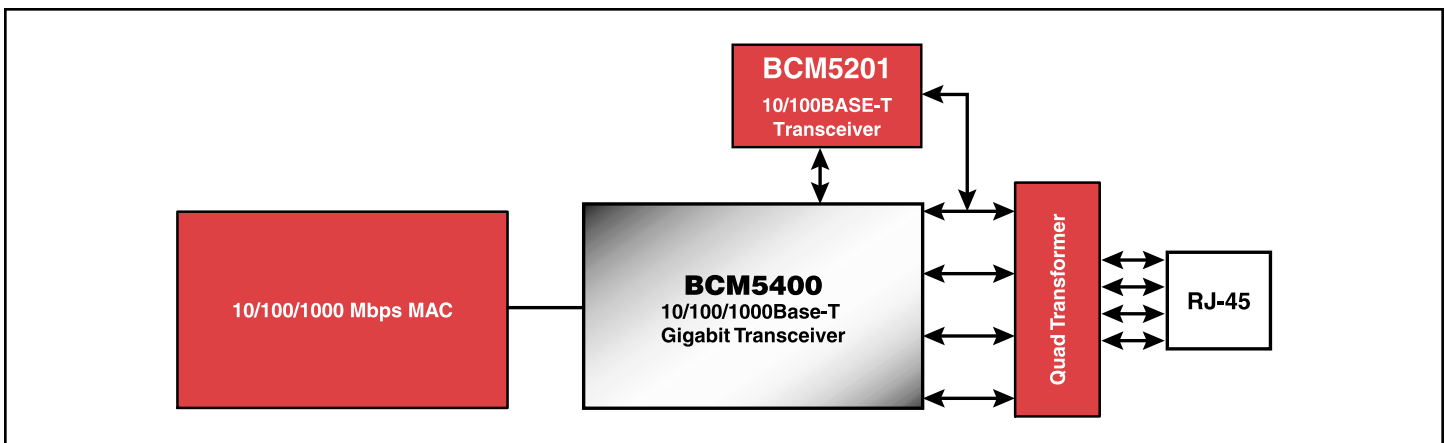 BCM5201
10/100BASE-T
Transceiver
10/100/1000 Mbps MAC
BCM5400
10/100/1000Base-T
Gigabit Transceiver
Quad Transformer
RJ-45